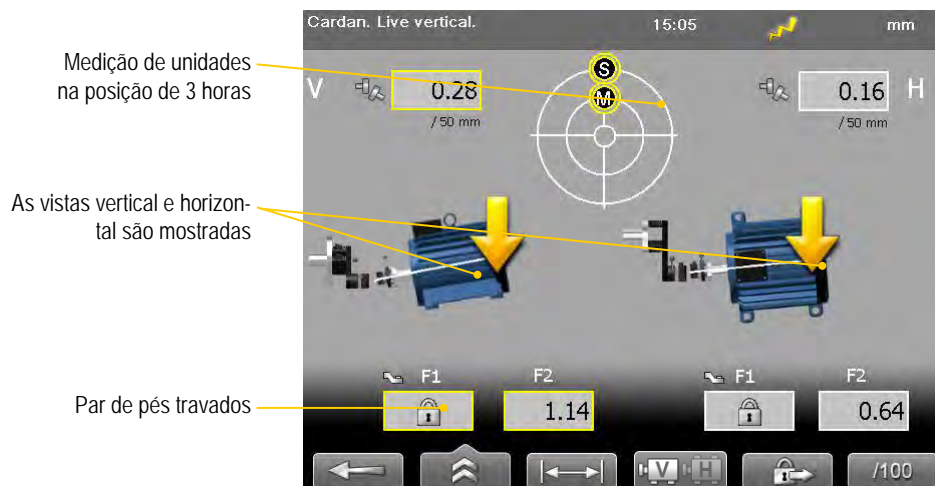 Cardan. Live vertical. 15:05 mm
Medição de unidades
na posição de 3 horas
S
M
V 0.28 0.16 H
/ 50 mm / 50 mm
As vistas vertical e horizon-
tal são mostradas
F1 F2 F1 F2
Par de pés travados
1.14 0.64
V H /100